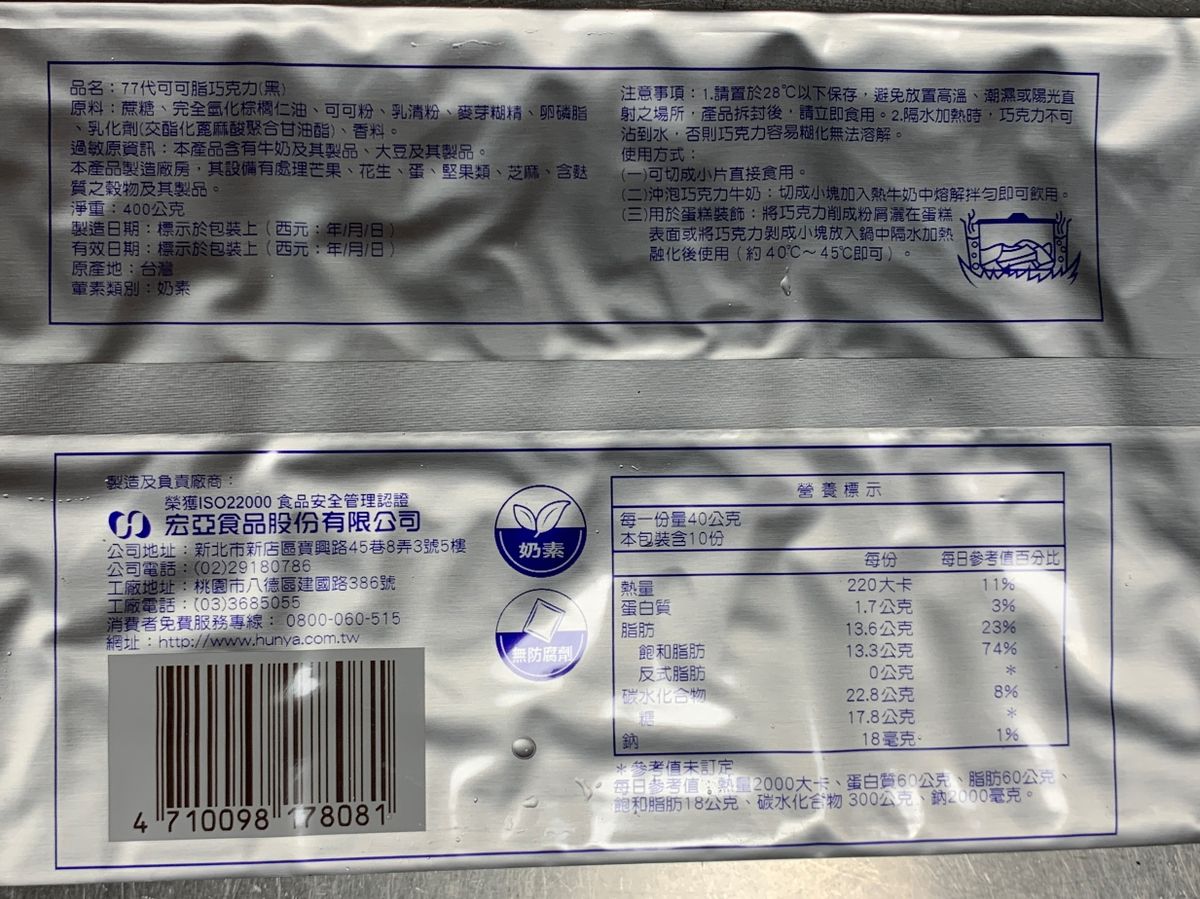 品名：77代可可脂巧克力(黑)
原料：蔗糖、完全氫化棕櫚仁油、可可粉、乳清粉、麥芽糊精、卵磷脂
、乳化劑(交酯化蓖麻酸聚合甘油酯)、香料。
過敏原資訊：本產品含有牛奶及其製品、大豆及其製品。
本產品製造廠房，其設備有處理芒果、花生、蛋、堅果類、芝麻、含麩
質之穀物及其製品。
淨重：400公克
製造日期：標示於包裝上（西元：年/月/日）
有效日期：標示於包裝上（西元：年/月/日）
原產地：台灣
葷素類別：奶素
注意事項：1.請置於28℃以下保存，避免放置高溫、潮濕或陽光直
射之場所，產品拆封後，請立即食用。2.隔水加熱時，巧克力不可
沾到水，否則巧克力容易糊化無法溶解。
使用方式：
(一)可切成小片直接食用。
(二)沖泡巧克力牛奶：切成小塊加入熱牛奶中熔解拌勻即可飲用。
(三)用於蛋糕裝飾：將巧克力削成粉屑灑在蛋糕
表面或將巧克力剝成小塊放入鍋中隔水加熱
融化後使用（約40℃～45℃即可）。
製造及負責廠商：
榮獲ISO22000 食品安全管理認證
宏亞食品股份有限公司
公司地址：新北市新店區寶興路45巷8弄3號5樓
公司電話：(02)29180786
工廠地址：桃園市八德區建國路386號
工廠電話：(03)3685055
消費者免費服務專線：0800-060-515
網址：http://www.hunya.com.tw
4 710098 178081
奶素
無防腐劑
營養標示
每一份量40公克
本包裝含10份
每份 每日參考值百分比
熱量 220大卡 11%
蛋白質 1.7公克 3%
脂肪 13.6公克 23%
飽和脂肪 13.3公克 74%
反式脂肪 0公克 *
碳水化合物 22.8公克 8%
糖 17.8公克 *
鈉 18毫克 1%
＊參考值未訂定
每日參考值：熱量2000大卡、蛋白質60公克、脂肪60公克、
飽和脂肪18公克、碳水化合物 300公克、鈉2000毫克。